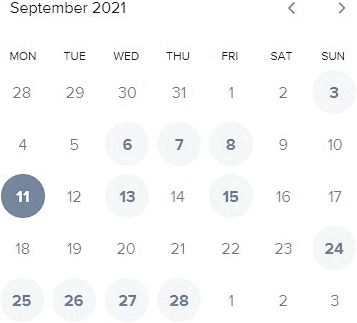 September 2021
MON TUE WED THU FRI SAT SUN
28 29 30 31 1 2 3
4 5 6 7 8 9 10
11 12 13 14 15 16 17
18 19 20 21 22 23 24
25 26 27 28 1 2 3